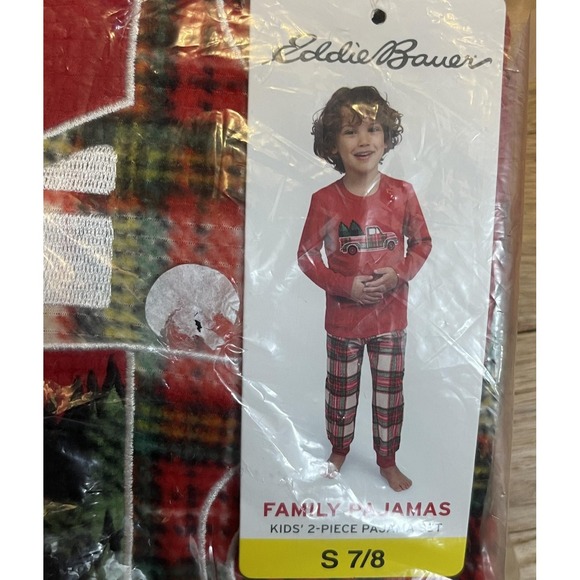 Eddie Bauer
FAMILY PAJAMAS
KIDS' 2-PIECE PAJAMA SET
S 7/8